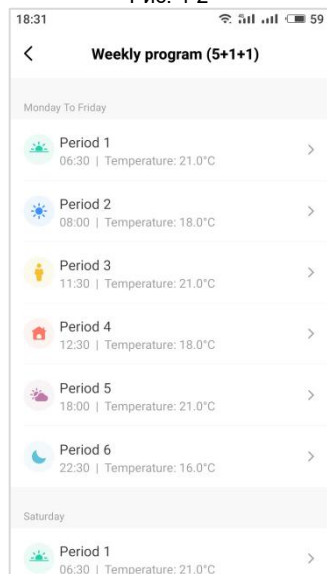 18:31 59
Weekly program (5+1+1)
Monday To Friday
Period 1
06:30 | Temperature: 21.0°C
Period 2
08:00 | Temperature: 18.0°C
Period 3
11:30 | Temperature: 21.0°C
Period 4
12:30 | Temperature: 18.0°C
Period 5
18:00 | Temperature: 21.0°C
Period 6
22:30 | Temperature: 16.0°C
Saturday
Period 1
06:30 | Temperature: 21.0°C